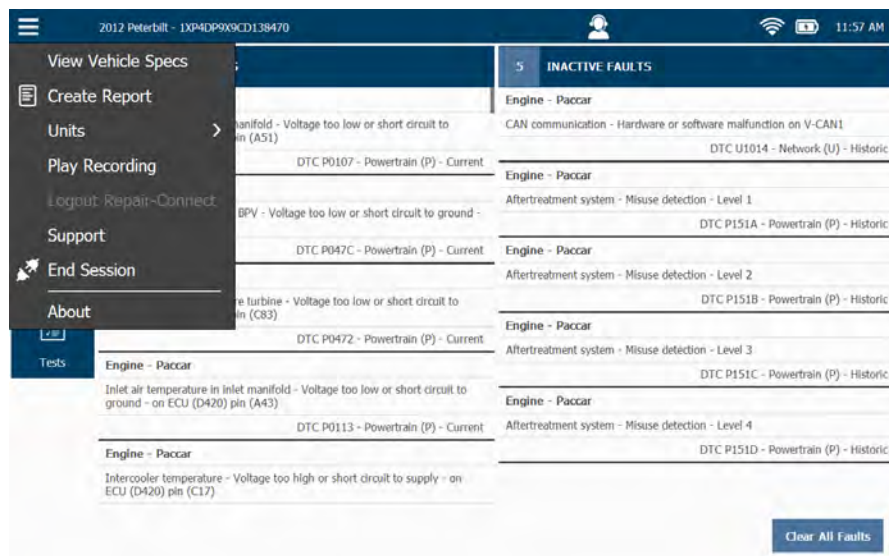 2012 Peterbilt - 1XP4DP9X9CD138470
11:57 AM
View Vehicle Specs
Create Report
Units
Play Recording
Logout Repair-Connect
Support
End Session
About
Tests
manifold - Voltage too low or short circuit to
in (A51)
DTC P0107 - Powertrain (P) - Current
BPV - Voltage too low or short circuit to ground -
DTC P047C - Powertrain (P) - Current
re turbine - Voltage too low or short circuit to
in (C83)
DTC P0472 - Powertrain (P) - Current
Engine - Paccar
Inlet air temperature in inlet manifold - Voltage too low or short circuit to
ground - on ECU (D420) pin (A43)
DTC P0113 - Powertrain (P) - Current
Engine - Paccar
Intercooler temperature - Voltage too high or short circuit to supply - on
ECU (D420) pin (C17)
5 INACTIVE FAULTS
Engine - Paccar
CAN communication - Hardware or software malfunction on V-CAN1
DTC U1014 - Network (U) - Historic
Engine - Paccar
Aftertreatment system - Misuse detection - Level 1
DTC P151A - Powertrain (P) - Historic
Engine - Paccar
Aftertreatment system - Misuse detection - Level 2
DTC P151B - Powertrain (P) - Historic
Engine - Paccar
Aftertreatment system - Misuse detection - Level 3
DTC P151C - Powertrain (P) - Historic
Engine - Paccar
Aftertreatment system - Misuse detection - Level 4
DTC P151D - Powertrain (P) - Historic
Clear All Faults